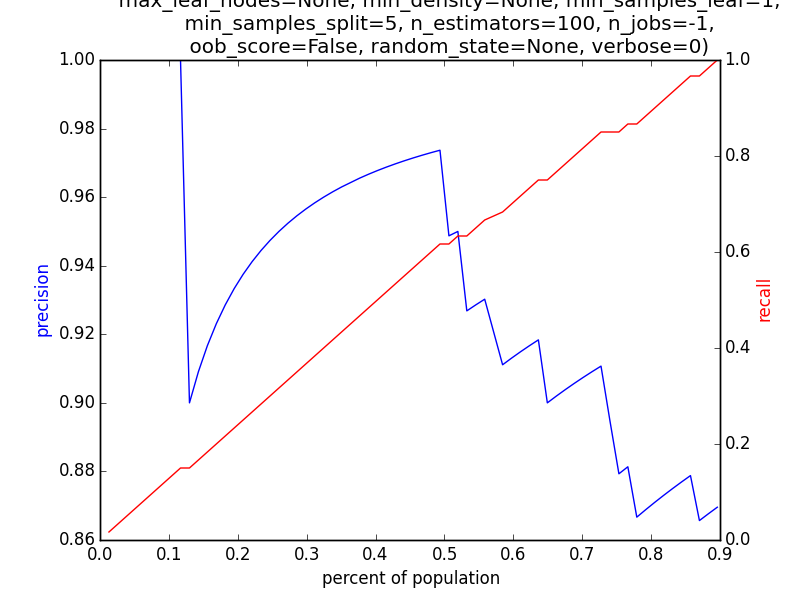 max_leaf_nodes=None, min_density=None, min_samples_leaf=1,
min_samples_split=5, n_estimators=100, n_jobs=-1,
oob_score=False, random_state=None, verbose=0)
1.00
0.98
0.96
0.94
0.92
0.90
0.88
0.86
precision
1.0
0.8
0.6
0.4
0.2
0.0
recall
0.0 0.1 0.2 0.3 0.4 0.5 0.6 0.7 0.8 0.9
percent of population